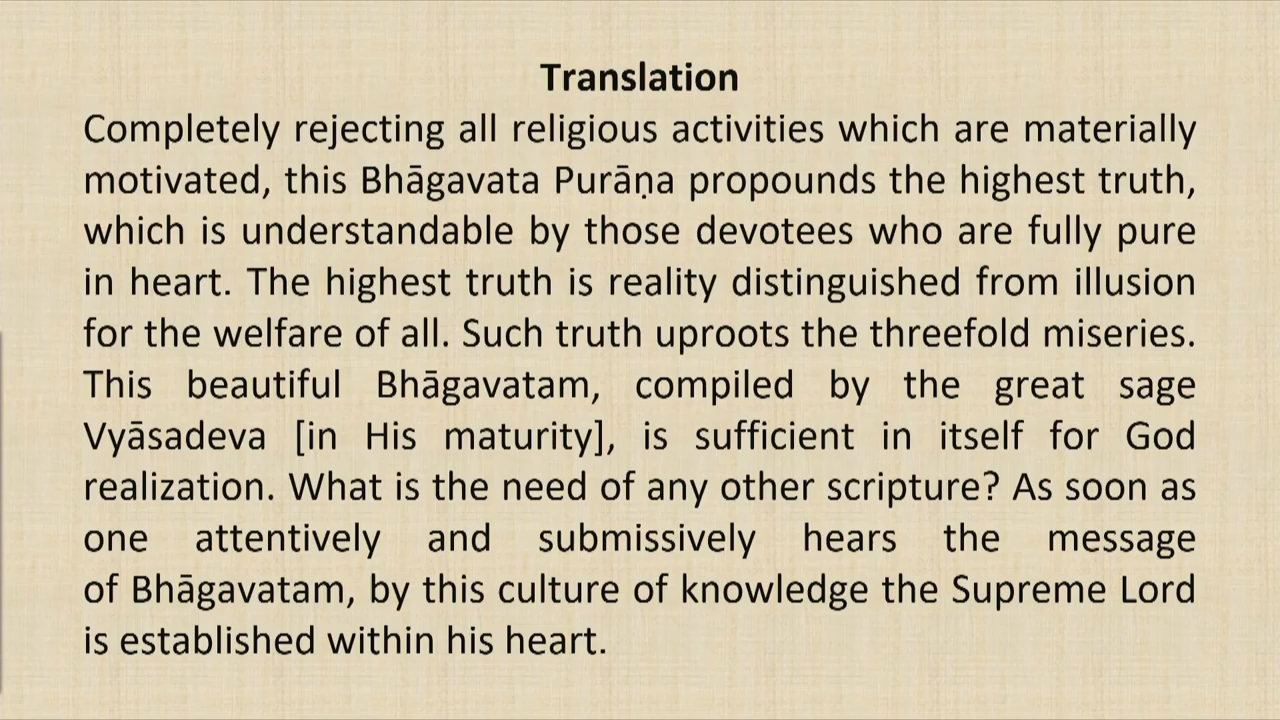 Translation
Completely rejecting all religious activities which are materially
motivated, this Bhāgavata Purāṇa propounds the highest truth,
which is understandable by those devotees who are fully pure
in heart. The highest truth is reality distinguished from illusion
for the welfare of all. Such truth uproots the threefold miseries.
This beautiful Bhāgavatam, compiled by the great sage
Vyāsadeva [in His maturity], is sufficient in itself for God
realization. What is the need of any other scripture? As soon as
one attentively and submissively hears the message
of Bhāgavatam, by this culture of knowledge the Supreme Lord
is established within his heart.